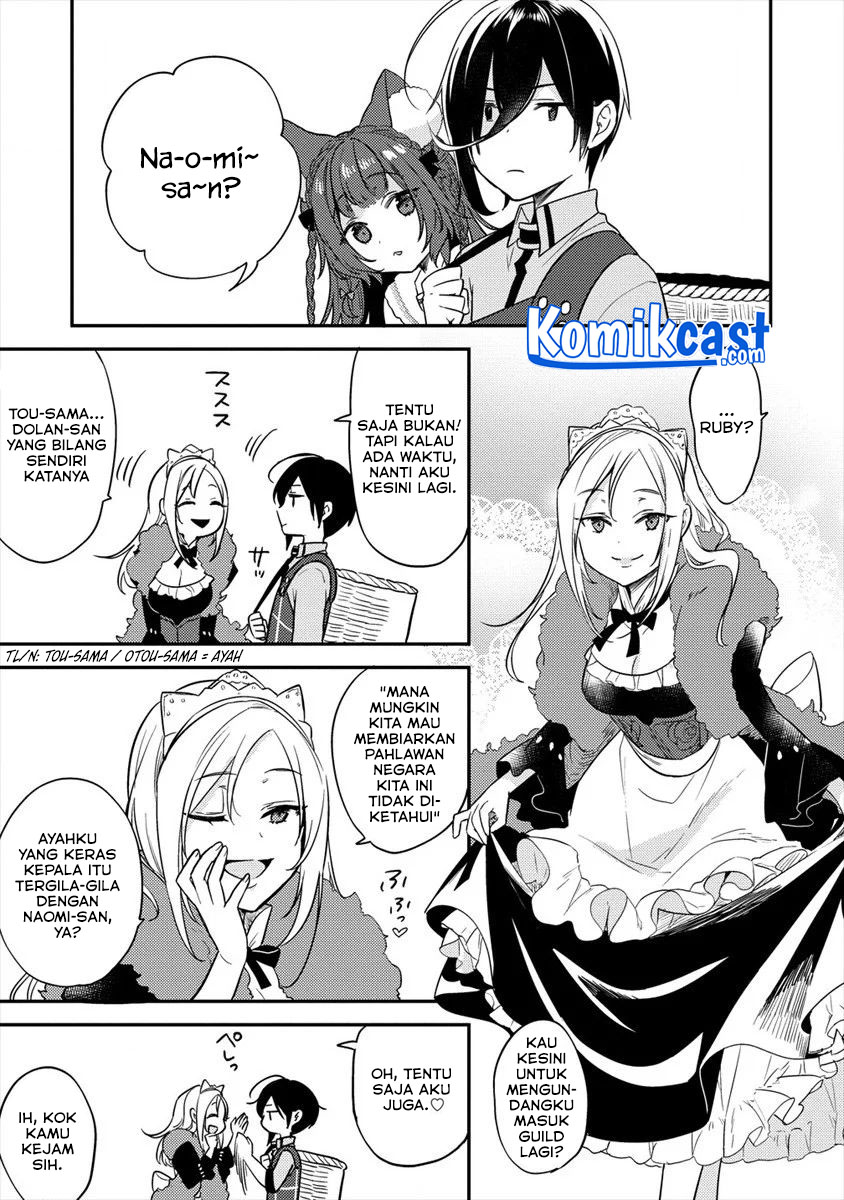 Na-o-mi~
sa~n?
Komikcast
.com
...
RUBY?
KAU
KESINI
UNTUK
MENGUN-
DANGKU
MASUK
GUILD
LAGI?
TENTU
SAJA BUKAN!
TAPI KALAU
ADA WAKTU,
NANTI AKU
KESINI LAGI.
ススス
サッ
TOU-SAMA...
DOLAN-SAN
YANG BILANG
SENDIRI
KATANYA
TL/N: TOU-SAMA / OTOU-SAMA = AYAH
"MANA
MUNGKIN
KITA MAU
MEMBIARKAN
PAHLAWAN
NEGARA
KITA INI
TIDAK DI-
KETAHUI"
ふふっ♡
AYAHKU
YANG KERAS
KEPALA ITU
TERGILA-GILA
DENGAN
NAOMI-SAN,
YA?
OH, TENTU
SAJA AKU
JUGA.♡
ペしっ
IH, KOK
KAMU
KEJAM
SIH.